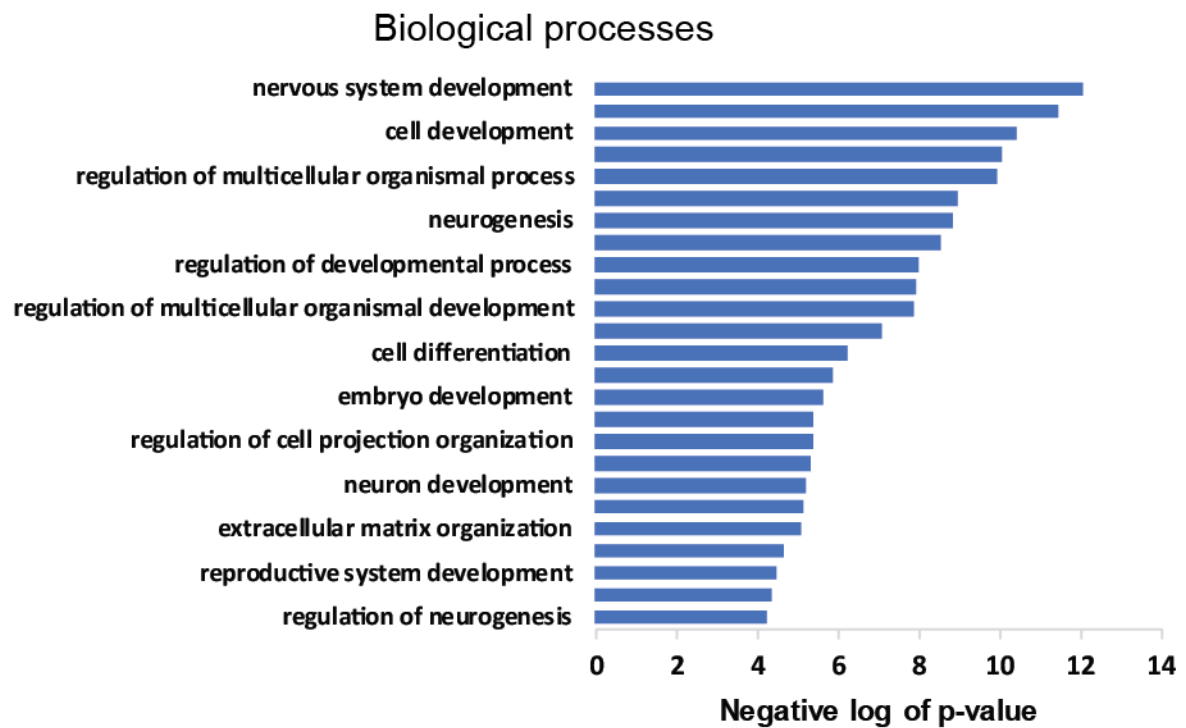 Biological processes
nervous system development
cell development
regulation of multicellular organismal process
neurogenesis
regulation of developmental process
regulation of multicellular organismal development
cell differentiation
embryo development
regulation of cell projection organization
neuron development
extracellular matrix organization
reproductive system development
regulation of neurogenesis
0 2 4 6 8 10 12 14
Negative log of p-value